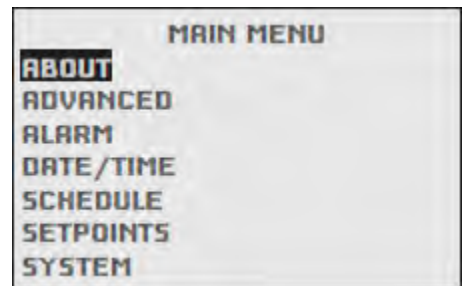 MAIN MENU
ABOUT
ADVANCED
ALARM
DATE/TIME
SCHEDULE
SETPOINTS
SYSTEM